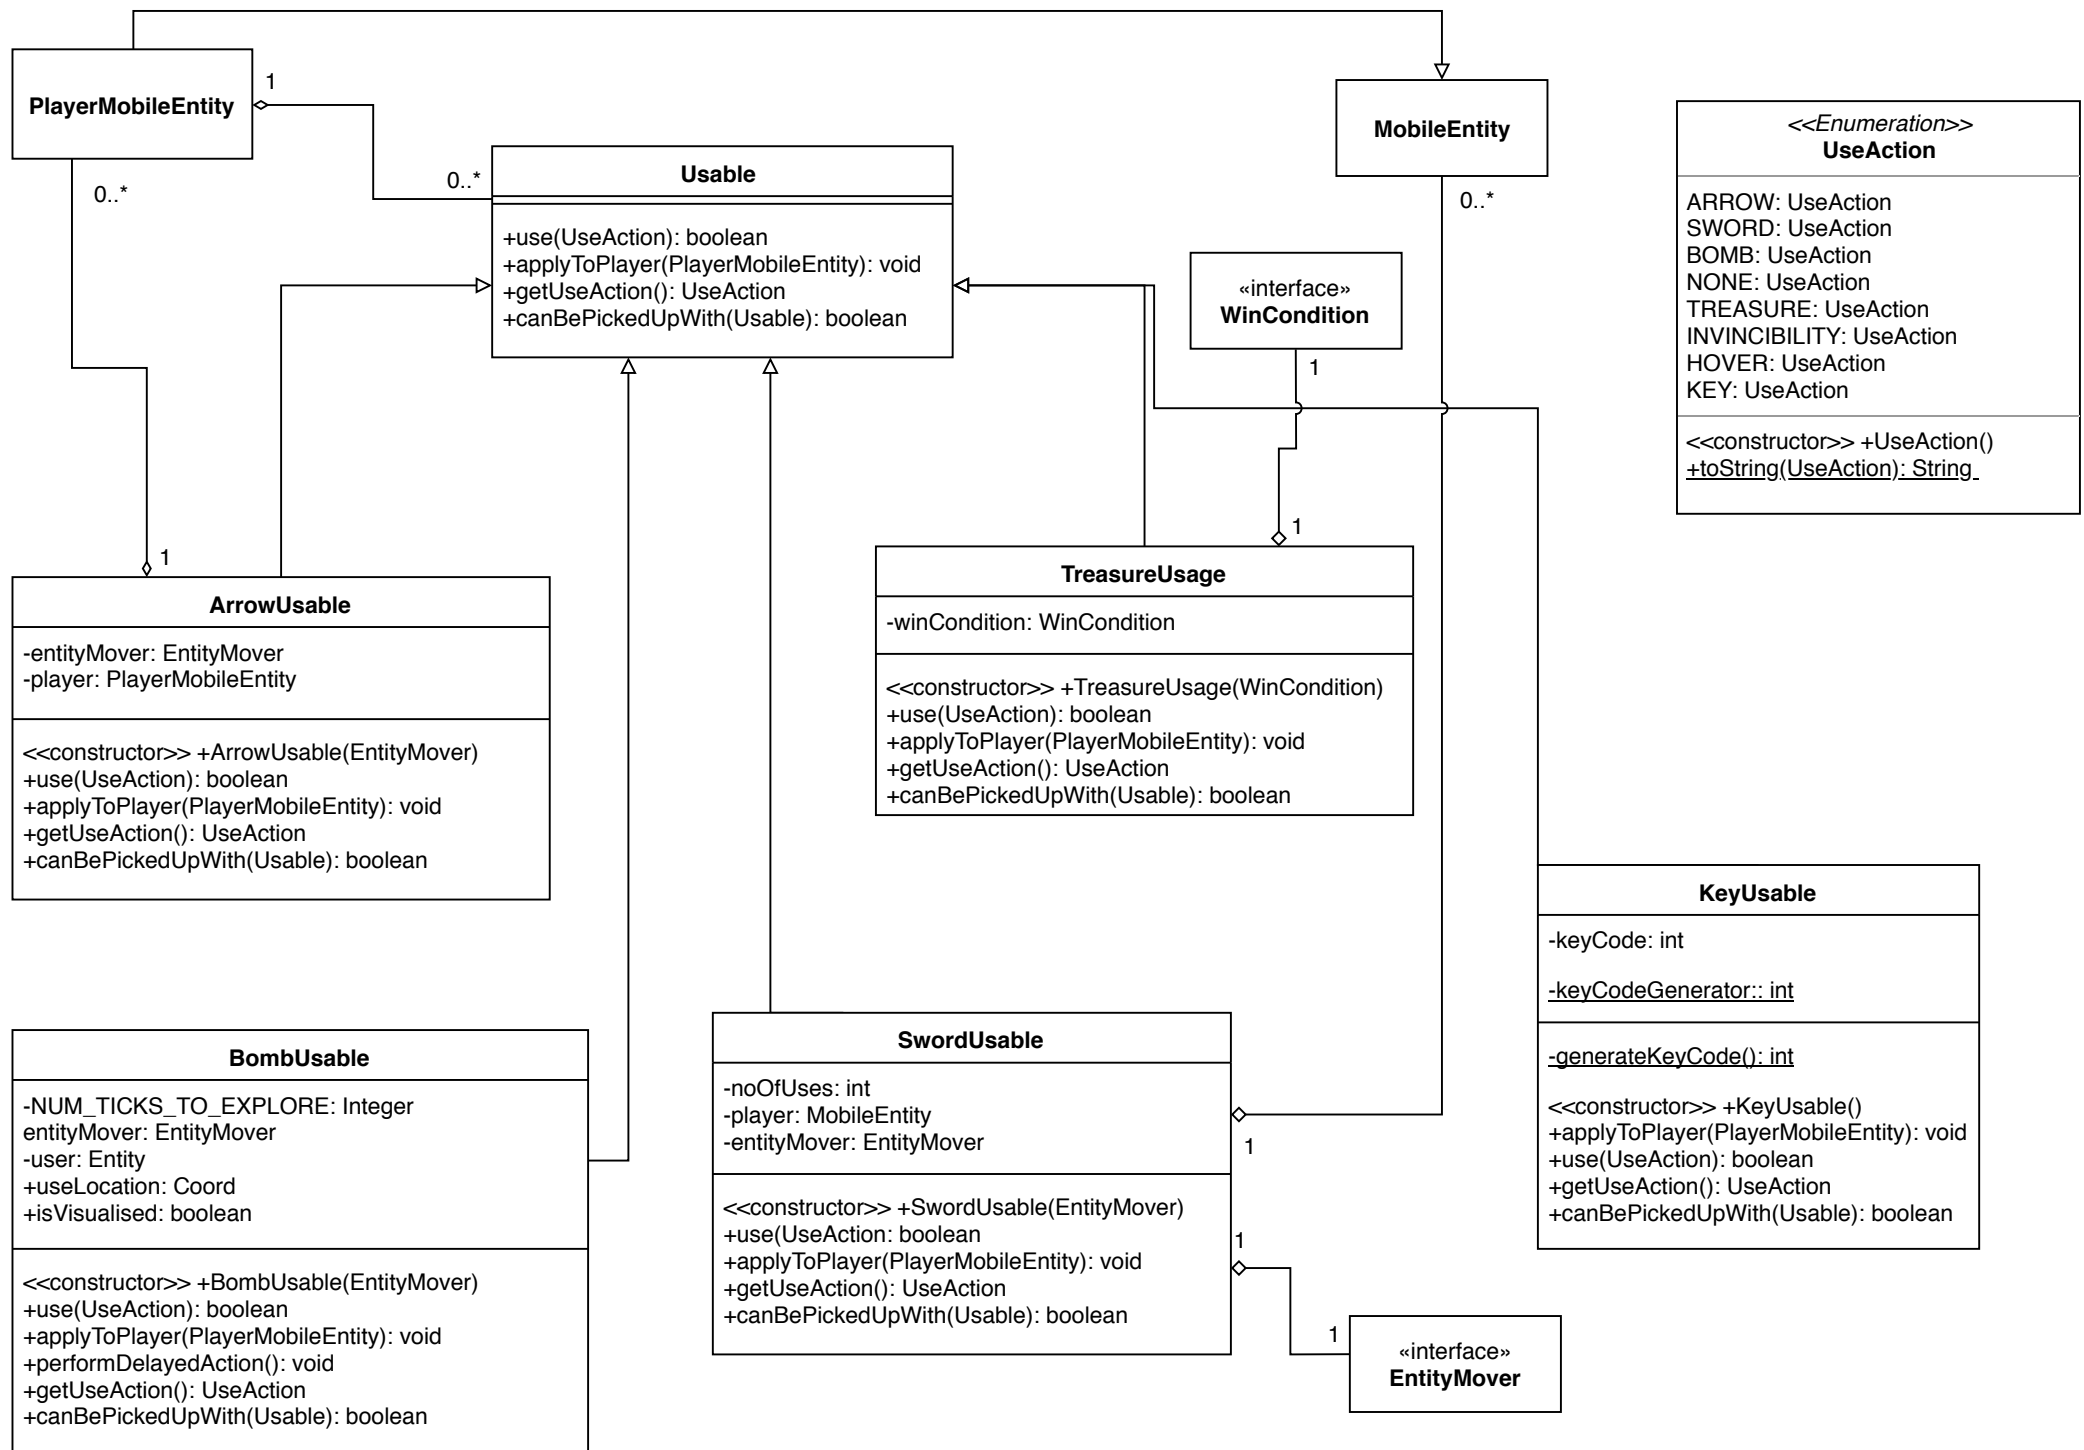 PlayerMobileEntity
1
0..*
0..*
Usable
+use(UseAction): boolean
+applyToPlayer(PlayerMobileEntity): void
+getUseAction(): UseAction
+canBePickedUpWith(Usable): boolean
MobileEntity
0..*
«interface»
WinCondition
1
<<Enumeration>>
UseAction
ARROW: UseAction
SWORD: UseAction
BOMB: UseAction
NONE: UseAction
TREASURE: UseAction
INVINCIBILITY: UseAction
HOVER: UseAction
KEY: UseAction
<<constructor>> +UseAction()
+toString(UseAction): String
1
ArrowUsable
-entityMover: EntityMover
-player: PlayerMobileEntity
<<constructor>> +ArrowUsable(EntityMover)
+use(UseAction): boolean
+applyToPlayer(PlayerMobileEntity): void
+getUseAction(): UseAction
+canBePickedUpWith(Usable): boolean
1
TreasureUsage
-winCondition: WinCondition
<<constructor>> +TreasureUsage(WinCondition)
+use(UseAction): boolean
+applyToPlayer(PlayerMobileEntity): void
+getUseAction(): UseAction
+canBePickedUpWith(Usable): boolean
KeyUsable
-keyCode: int
-keyCodeGenerator:: int
-generateKeyCode(): int
<<constructor>> +KeyUsable()
+applyToPlayer(PlayerMobileEntity): void
+use(UseAction): boolean
+getUseAction(): UseAction
+canBePickedUpWith(Usable): boolean
BombUsable
-NUM_TICKS_TO_EXPLORE: Integer
entityMover: EntityMover
-user: Entity
+useLocation: Coord
+isVisualised: boolean
<<constructor>> +BombUsable(EntityMover)
+use(UseAction): boolean
+applyToPlayer(PlayerMobileEntity): void
+performDelayedAction(): void
+getUseAction(): UseAction
+canBePickedUpWith(Usable): boolean
SwordUsable
-noOfUses: int
-player: MobileEntity
-entityMover: EntityMover
<<constructor>> +SwordUsable(EntityMover)
+use(UseAction: boolean
+applyToPlayer(PlayerMobileEntity): void
+getUseAction(): UseAction
+canBePickedUpWith(Usable): boolean
1
1
1
«interface»
EntityMover